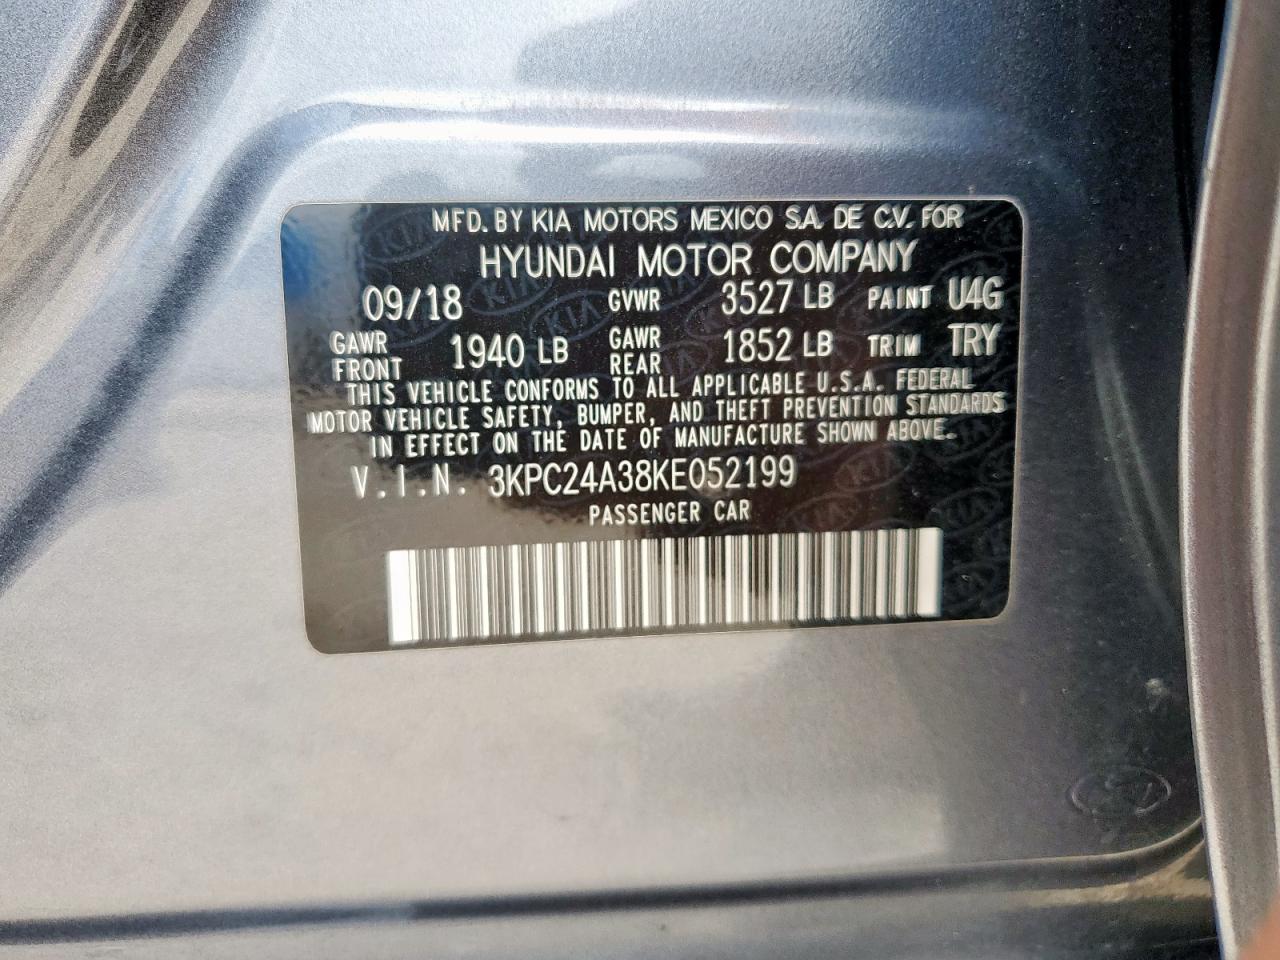 MFD. BY KIA MOTORS MEXICO S.A. DE C.V. FOR
HYUNDAI MOTOR COMPANY
09/18 GVWR 3527 LB PAINT U4G
GAWR FRONT 1940 LB GAWR REAR 1852 LB TRIM TRY
THIS VEHICLE CONFORMS TO ALL APPLICABLE U.S.A. FEDERAL
MOTOR VEHICLE SAFETY, BUMPER, AND THEFT PREVENTION STANDARDS
IN EFFECT ON THE DATE OF MANUFACTURE SHOWN ABOVE.
V.I.N. 3KPC24A38KE052199
PASSENGER CAR